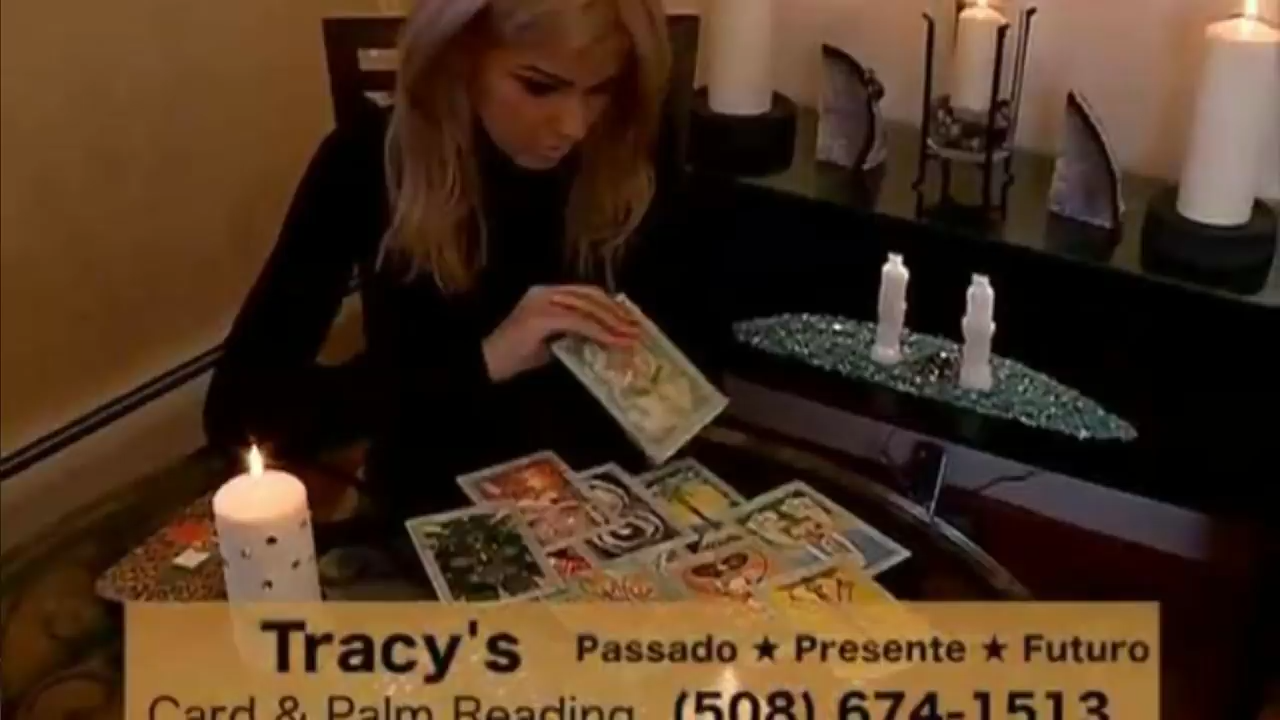 Tracy's Passado ★ Presente ★ Futuro
Card & Palm Reading (508) 674-1513